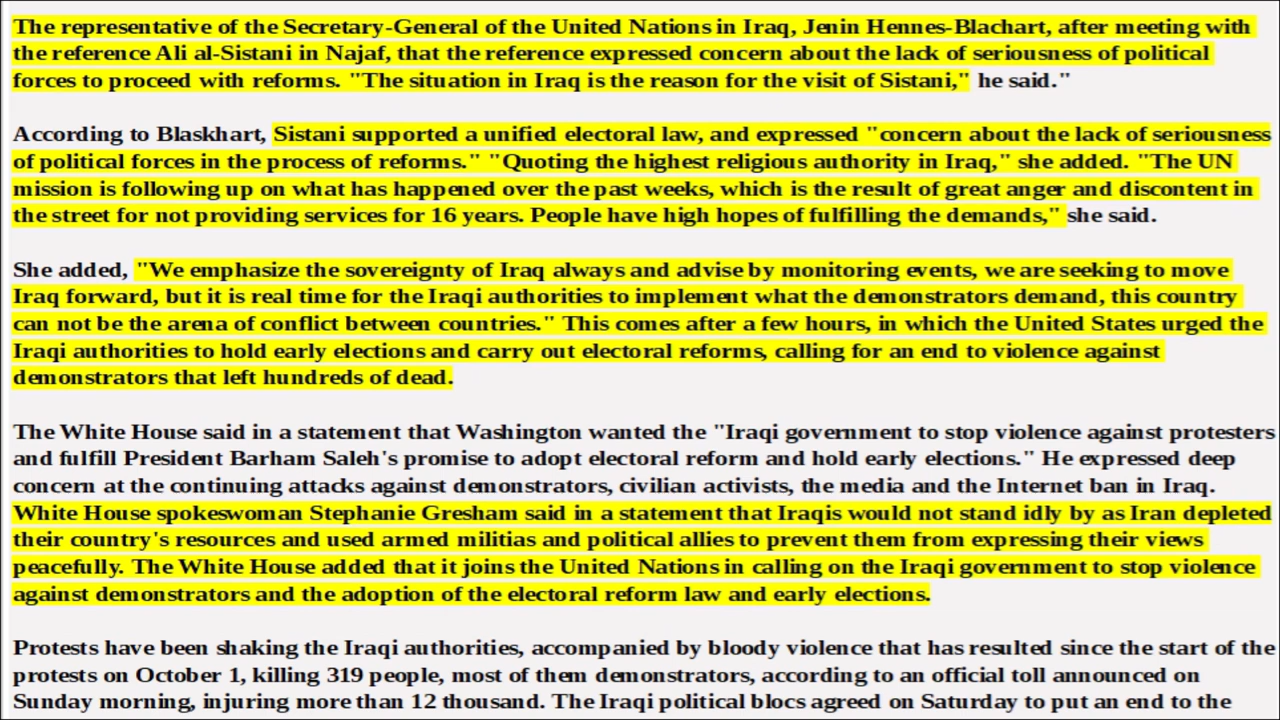 The representative of the Secretary-General of the United Nations in Iraq, Jenin Hennes-Blachart, after meeting with
the reference Ali al-Sistani in Najaf, that the reference expressed concern about the lack of seriousness of political
forces to proceed with reforms. "The situation in Iraq is the reason for the visit of Sistani," he said."
According to Blaskhart, Sistani supported a unified electoral law, and expressed "concern about the lack of seriousness
of political forces in the process of reforms." "Quoting the highest religious authority in Iraq," she added. "The UN
mission is following up on what has happened over the past weeks, which is the result of great anger and discontent in
the street for not providing services for 16 years. People have high hopes of fulfilling the demands," she said.
She added, "We emphasize the sovereignty of Iraq always and advise by monitoring events, we are seeking to move
Iraq forward, but it is real time for the Iraqi authorities to implement what the demonstrators demand, this country
can not be the arena of conflict between countries." This comes after a few hours, in which the United States urged the
Iraqi authorities to hold early elections and carry out electoral reforms, calling for an end to violence against
demonstrators that left hundreds of dead.
The White House said in a statement that Washington wanted the "Iraqi government to stop violence against protesters
and fulfill President Barham Saleh's promise to adopt electoral reform and hold early elections." He expressed deep
concern at the continuing attacks against demonstrators, civilian activists, the media and the Internet ban in Iraq.
White House spokeswoman Stephanie Gresham said in a statement that Iraqis would not stand idly by as Iran depleted
their country's resources and used armed militias and political allies to prevent them from expressing their views
peacefully. The White House added that it joins the United Nations in calling on the Iraqi government to stop violence
against demonstrators and the adoption of the electoral reform law and early elections.
Protests have been shaking the Iraqi authorities, accompanied by bloody violence that has resulted since the start of the
protests on October 1, killing 319 people, most of them demonstrators, according to an official toll announced on
Sunday morning, injuring more than 12 thousand. The Iraqi political blocs agreed on Saturday to put an end to the